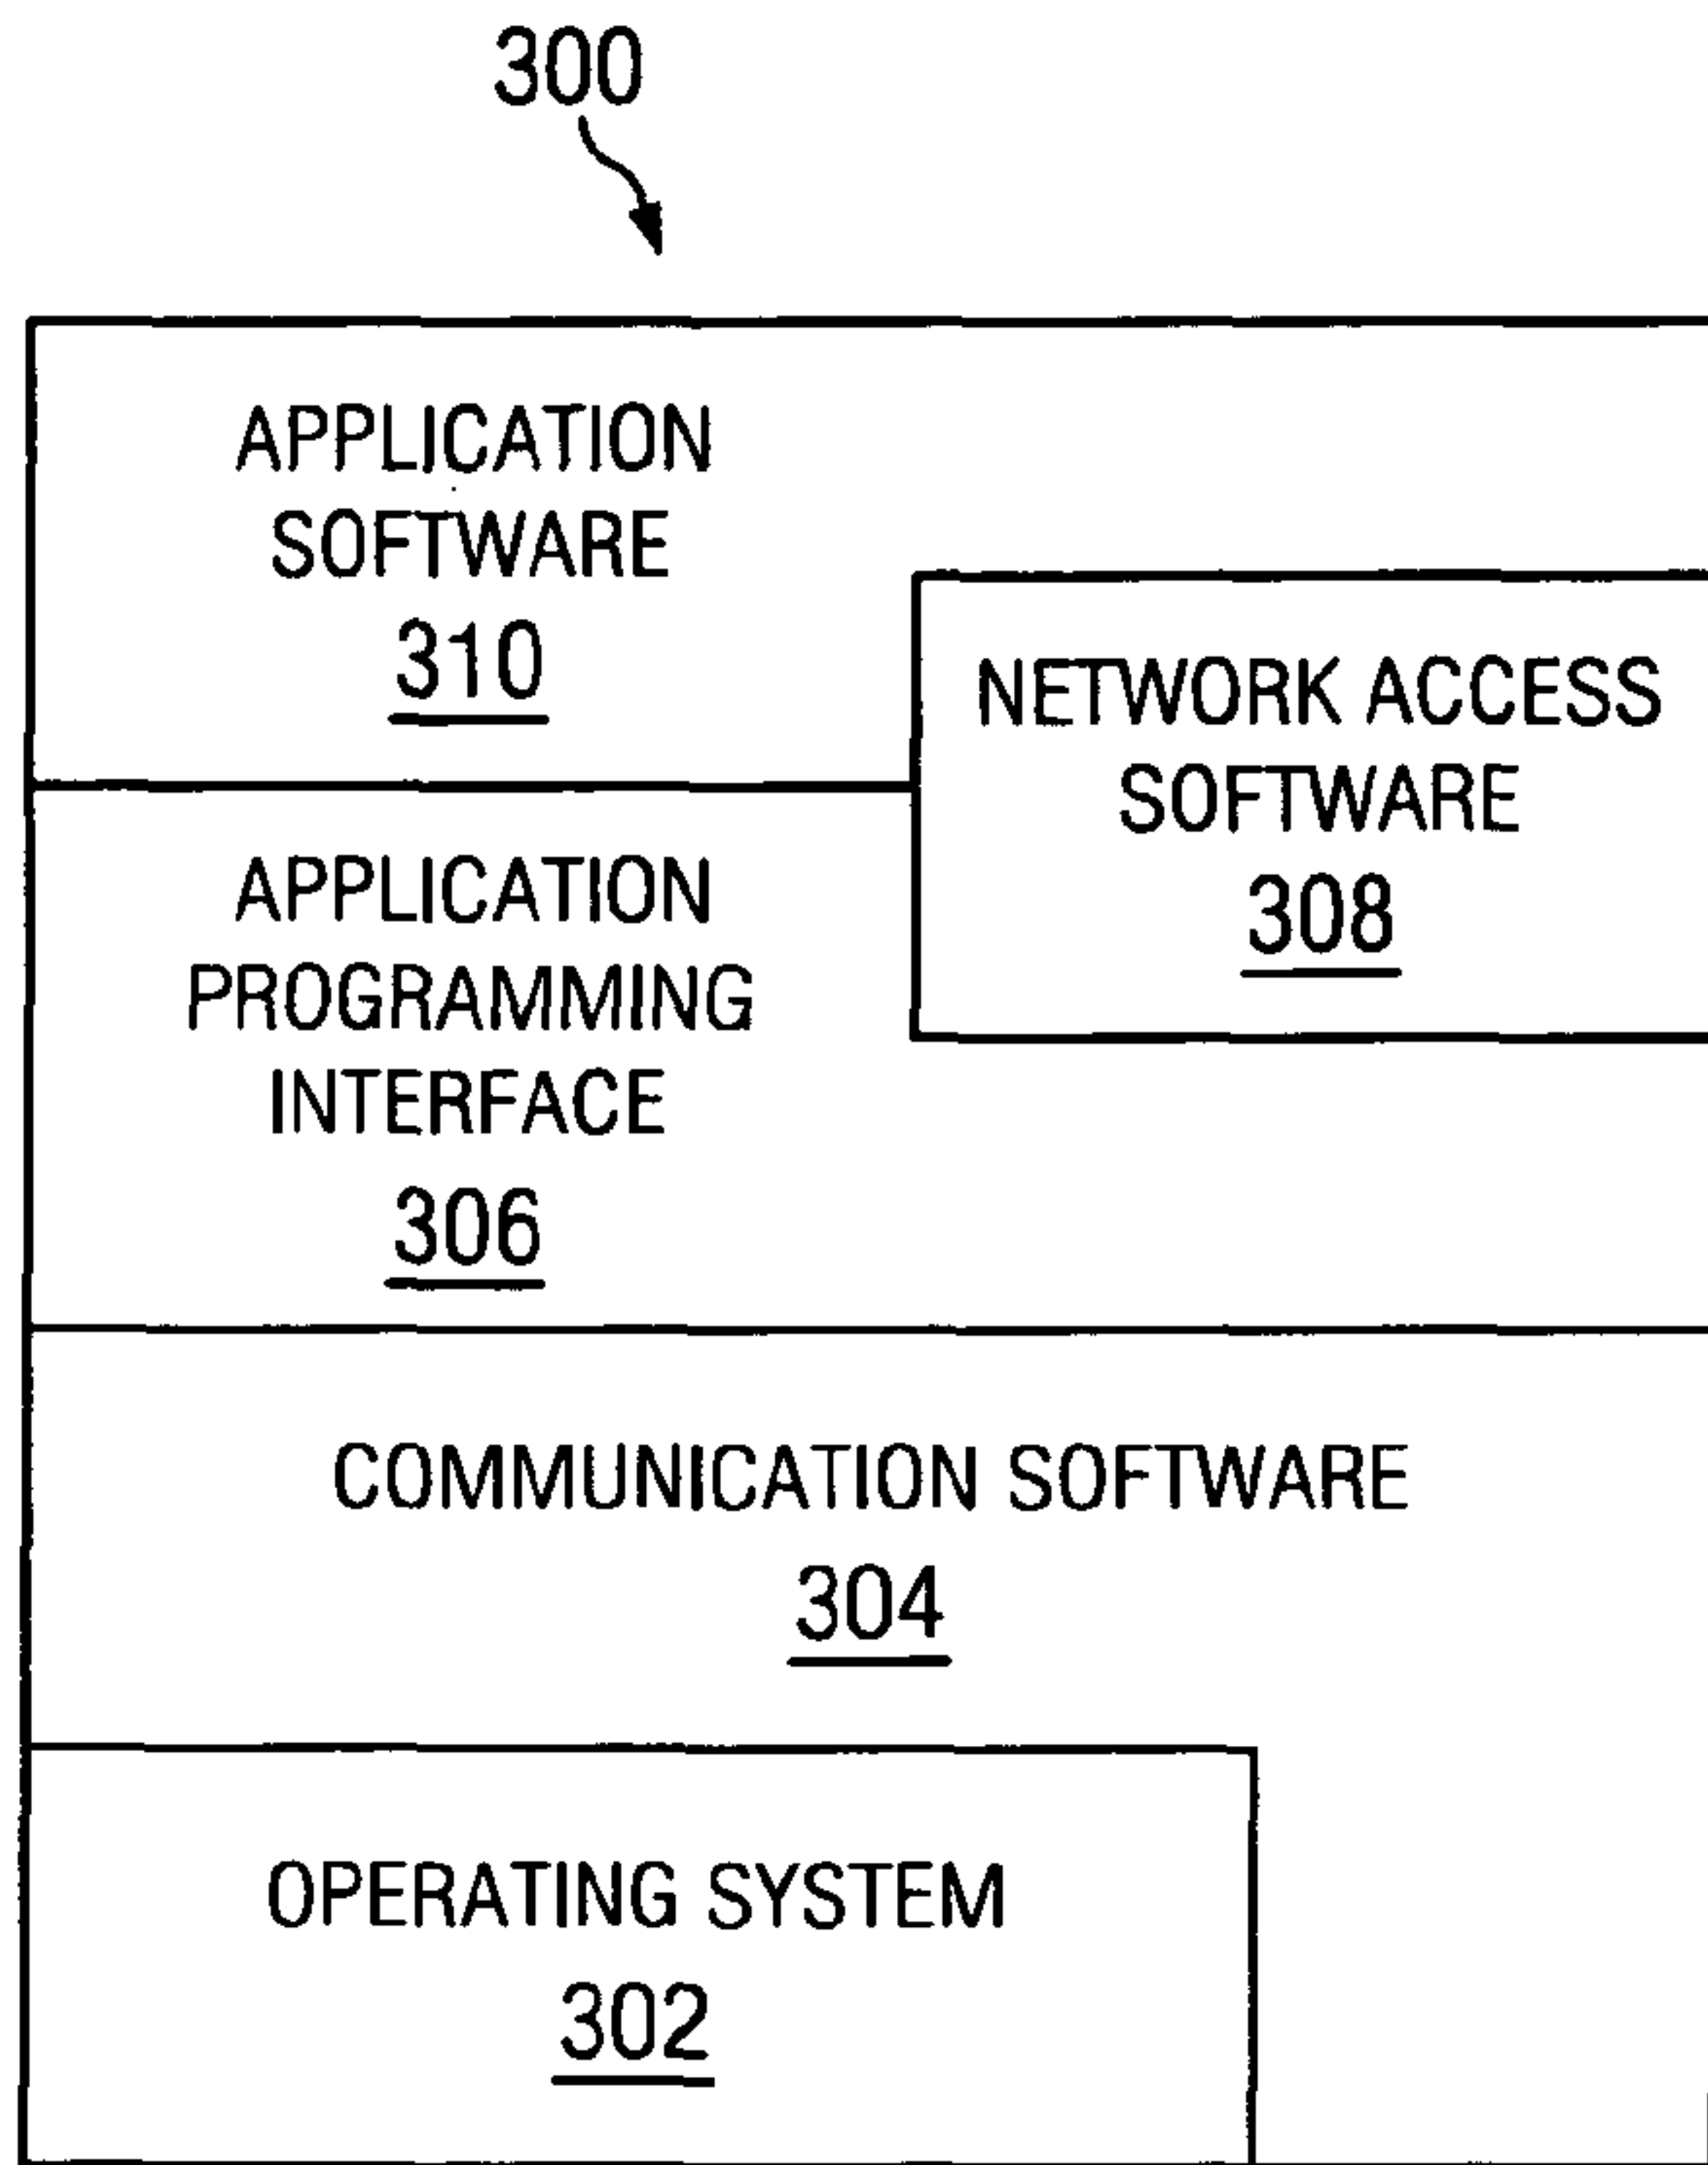 300
APPLICATION
SOFTWARE
310
NETWORK ACCESS
SOFTWARE
308
APPLICATION
PROGRAMMING
INTERFACE
306
COMMUNICATION SOFTWARE
304
OPERATING SYSTEM
302